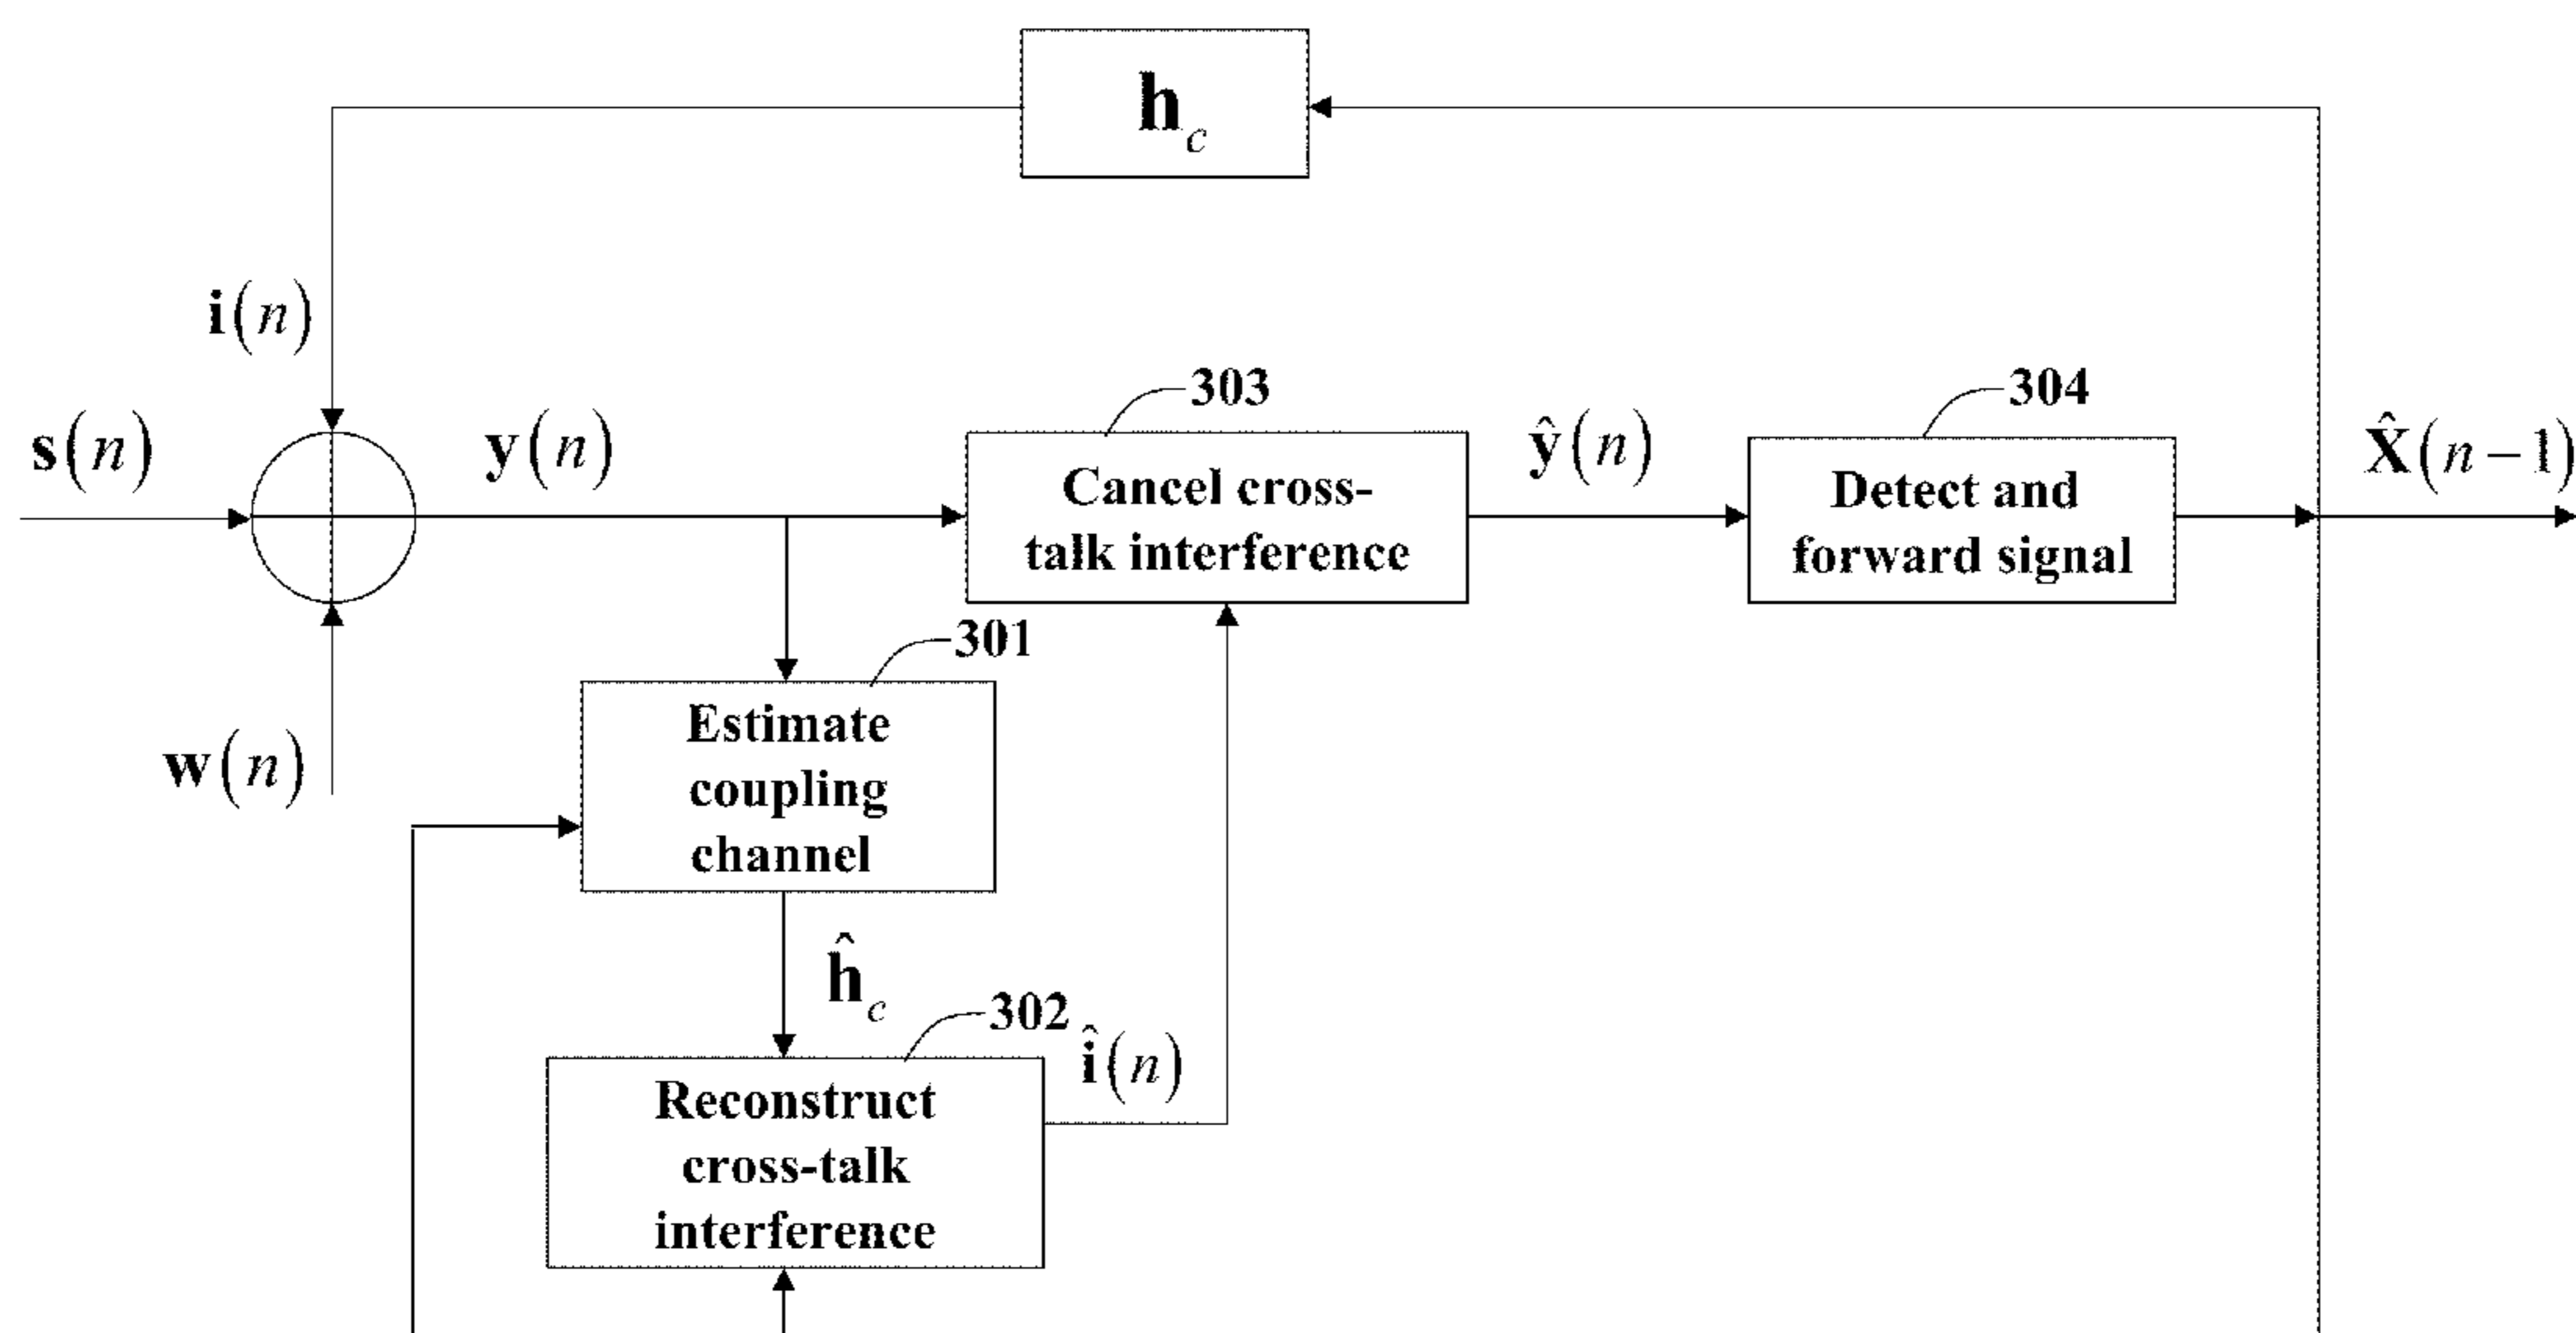 h_c
i(n)
303
304
s(n)
y(n)
Cancel cross-
talk interference
ŷ(n)
Detect and
forward signal
X̂(n−1)
301
w(n)
Estimate
coupling
channel
ĥ_c
302
î(n)
Reconstruct
cross-talk
interference